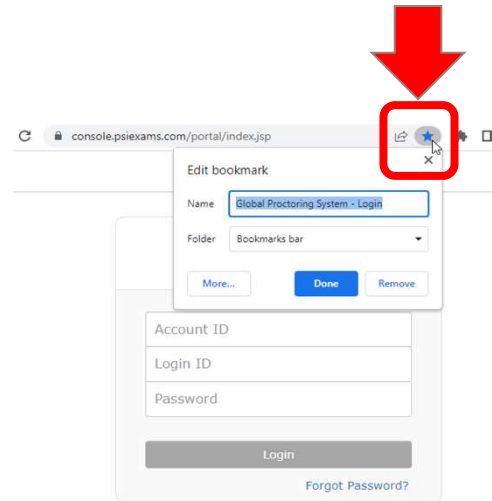 console.psiexams.com/portal/index.jsp
Edit bookmark
Name Global Proctoring System - Login
Folder Bookmarks bar
More... Done Remove
Account ID
Login ID
Password
Login
Forgot Password?